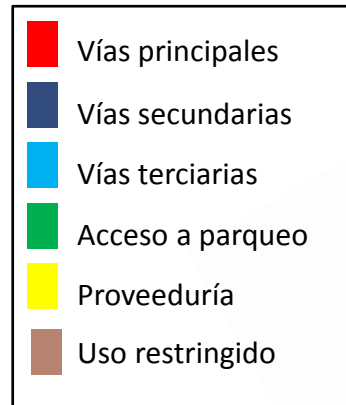 Vías principales
Vías secundarias
Vías terciarias
Acceso a parqueo
Proveeduría
Uso restringido